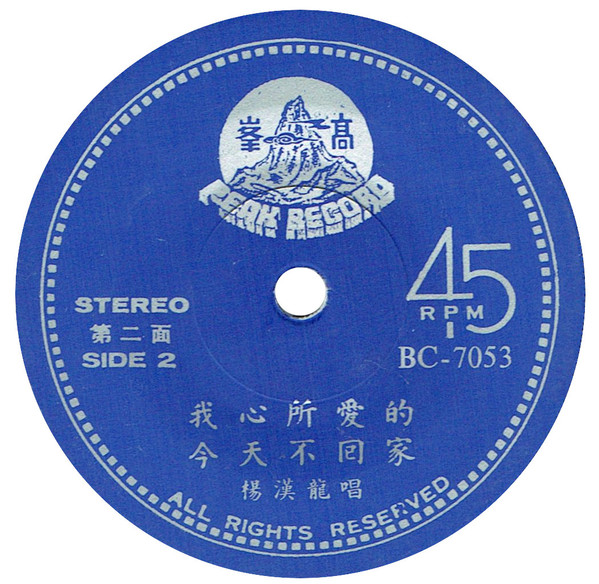 峯高
PEAK RECORD
45
RPM
STEREO
第二面
SIDE 2
BC-7053
我心所愛的
今天不回家
楊漢龍唱
ALL RIGHTS RESERVED